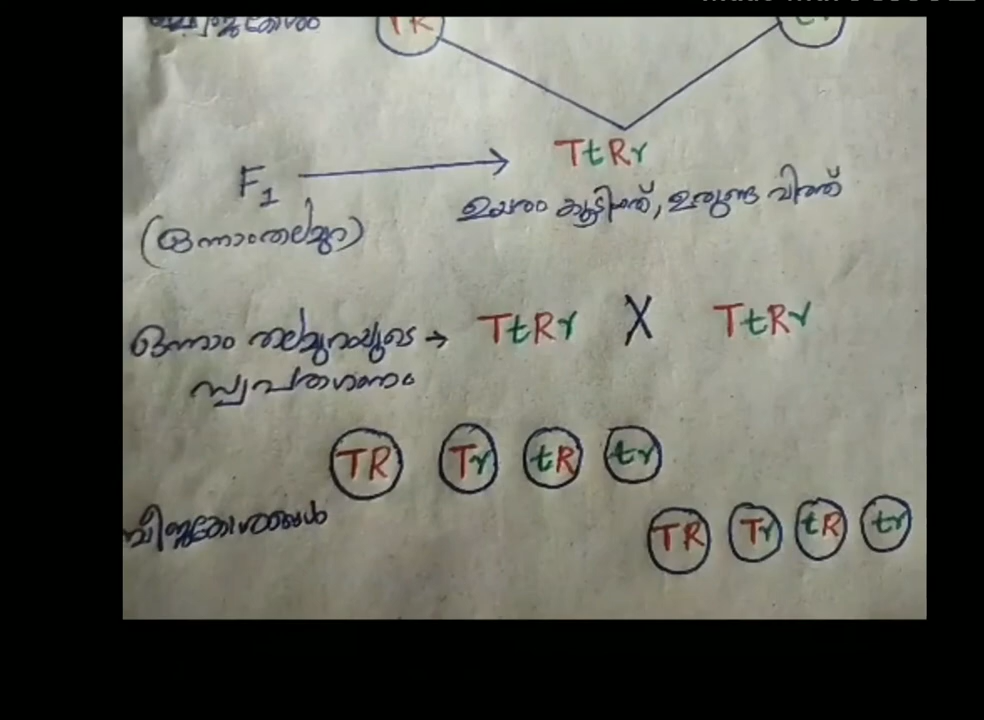 TR
TtRr
F1
ഉയരം കൂടിയത്, ഉരുണ്ട വിത്ത്
(ഒന്നാംതലമുറ)
ഒന്നാം തലമുറയുടെ → TtRr X TtRr
സ്വപരാഗണം
TR Tr tR tr
ബീജകോശങ്ങൾ
TR Tr tR tr